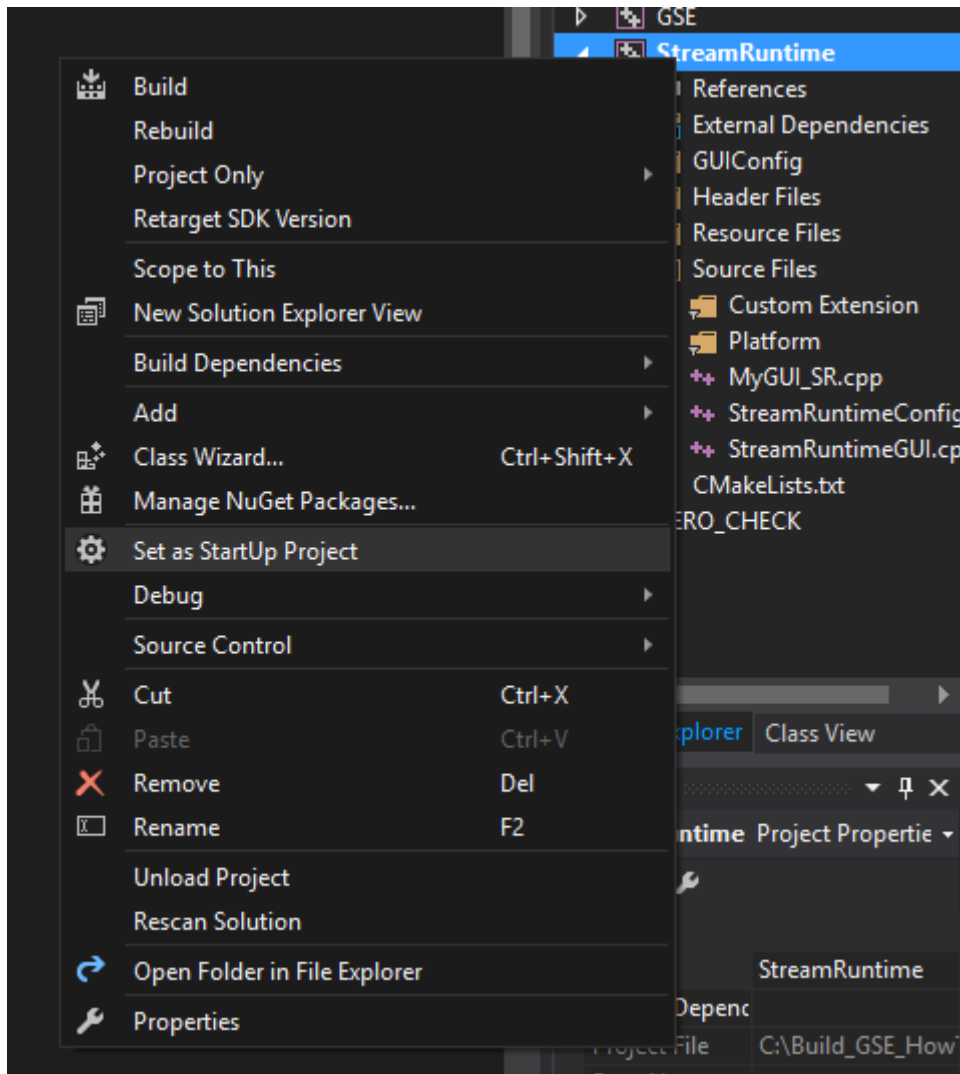 GSE
StreamRuntime
References
External Dependencies
GUIConfig
Header Files
Resource Files
Source Files
Custom Extension
Platform
MyGUI_SR.cpp
StreamRuntimeConfig
StreamRuntimeGUI.cp
CMakeLists.txt
ERO_CHECK
Build
Rebuild
Project Only
Retarget SDK Version
Scope to This
New Solution Explorer View
Build Dependencies
Add
Class Wizard... Ctrl+Shift+X
Manage NuGet Packages...
Set as StartUp Project
Debug
Source Control
Cut Ctrl+X
Paste Ctrl+V
Remove Del
Rename F2
Unload Project
Rescan Solution
Open Folder in File Explorer
Properties
xplorer Class View
ntime Project Propertie
StreamRuntime
Depend
Project File C:\Build_GSE_How